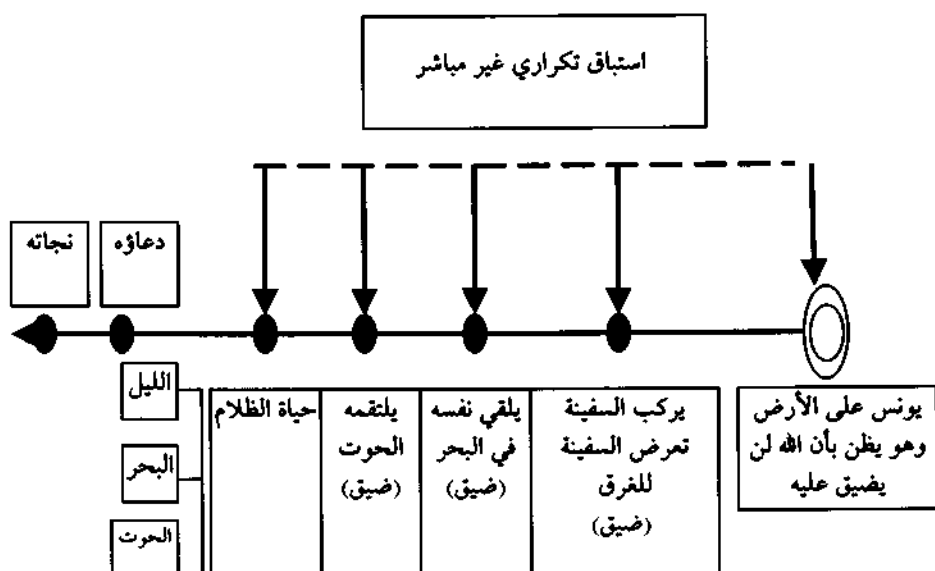 استباق تكراري غير مباشر
دعاؤه
نجاته
يونس على الأرض
وهو يظن بأن الله لن
يضيق عليه
يركب السفينة
تعرض السفينة
للغرق
(ضيق)
يلقي نفسه
في البحر
(ضيق)
يلتقمه
الحوت
(ضيق)
حياة الظلام
الليل
البحر
الحوت